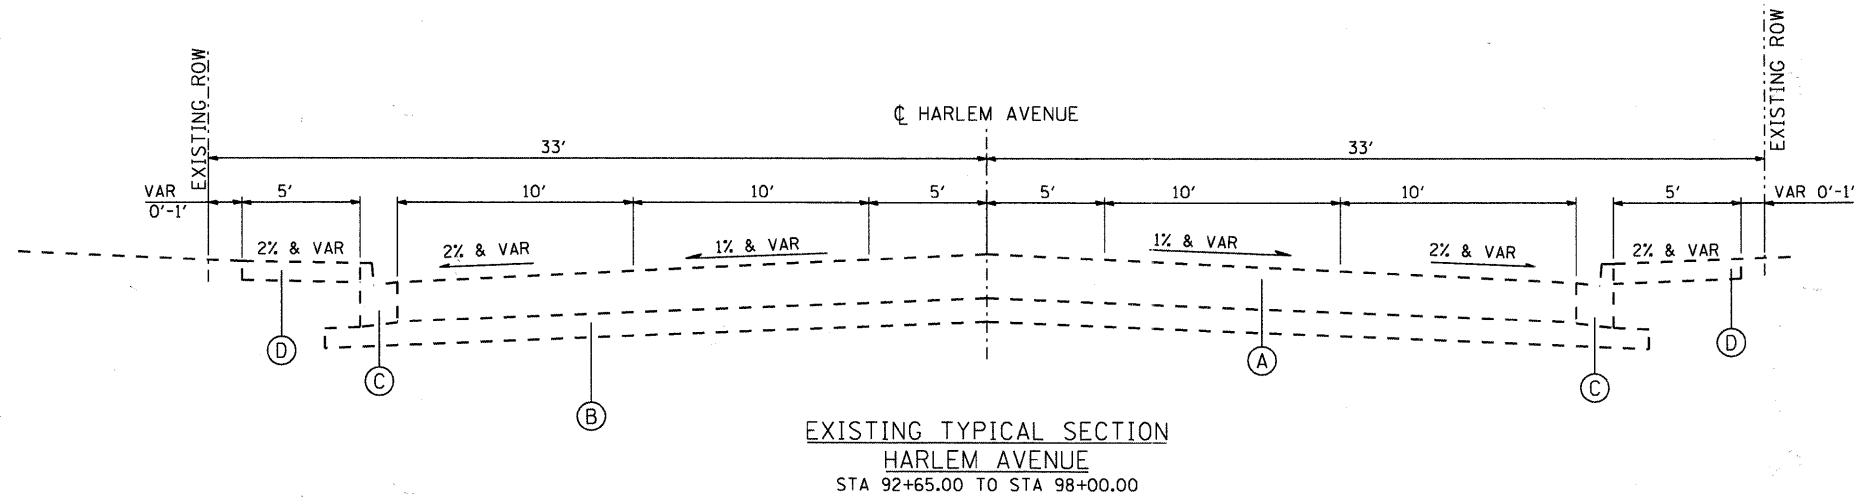 EXISTING ROW
EXISTING ROW
℄ HARLEM AVENUE
33'
33'
VAR
0'-1'
5'
10'
10'
5'
5'
10'
10'
5'
VAR 0'-1'
2% & VAR
2% & VAR
1% & VAR
1% & VAR
2% & VAR
2% & VAR
D
C
B
A
C
D
EXISTING TYPICAL SECTION
HARLEM AVENUE
STA 92+65.00 TO STA 98+00.00